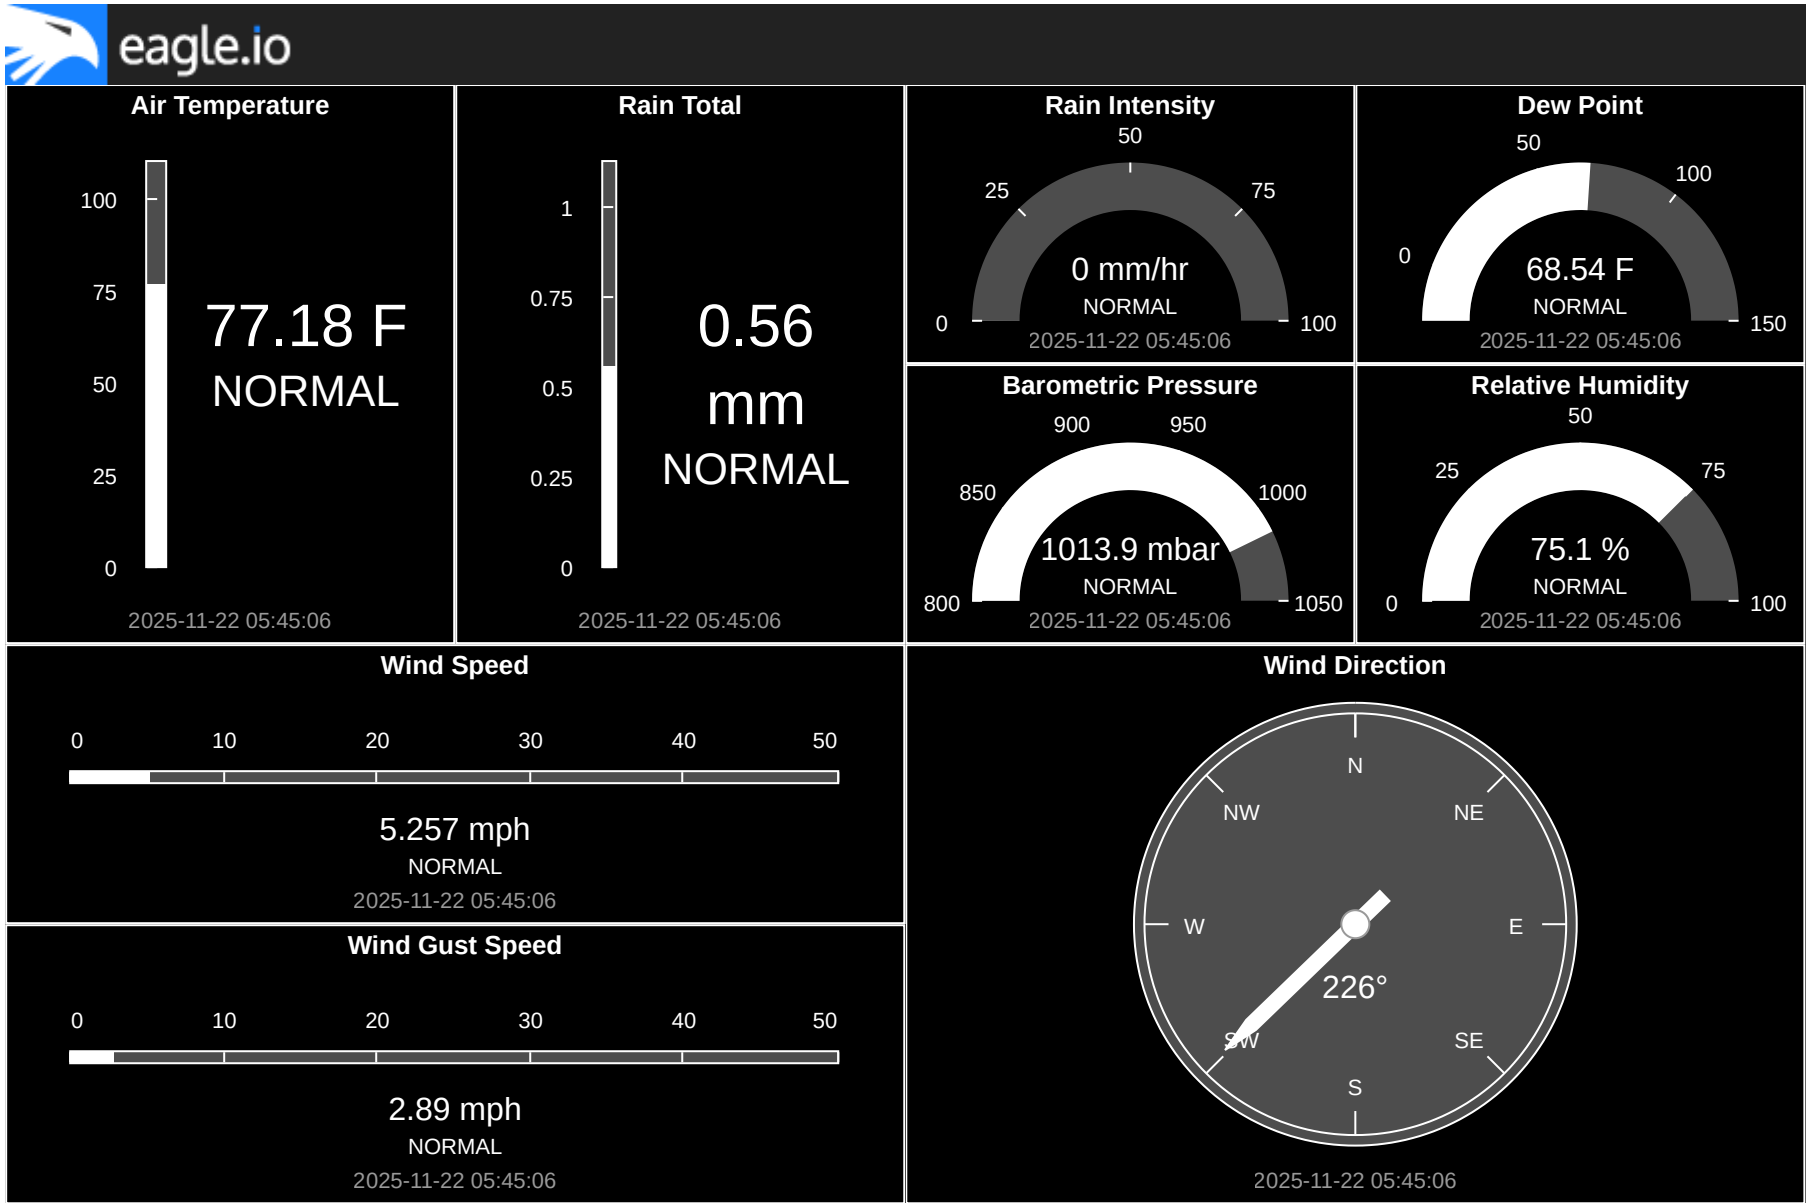 eagle.io
Air Temperature
100
75
50
25
0
77.18 F
NORMAL
2025-11-22 05:45:06
Rain Total
1
0.75
0.5
0.25
0
0.56
mm
NORMAL
2025-11-22 05:45:06
Rain Intensity
0
25
50
75
100
0 mm/hr
NORMAL
2025-11-22 05:45:06
Dew Point
0
50
100
150
68.54 F
NORMAL
2025-11-22 05:45:06
Barometric Pressure
800
850
900
950
1000
1050
1013.9 mbar
NORMAL
2025-11-22 05:45:06
Relative Humidity
0
25
50
75
100
75.1 %
NORMAL
2025-11-22 05:45:06
Wind Speed
0 10 20 30 40 50
5.257 mph
NORMAL
2025-11-22 05:45:06
Wind Gust Speed
0 10 20 30 40 50
2.89 mph
NORMAL
2025-11-22 05:45:06
Wind Direction
N
NW NE
W E
226°
SW SE
S
2025-11-22 05:45:06